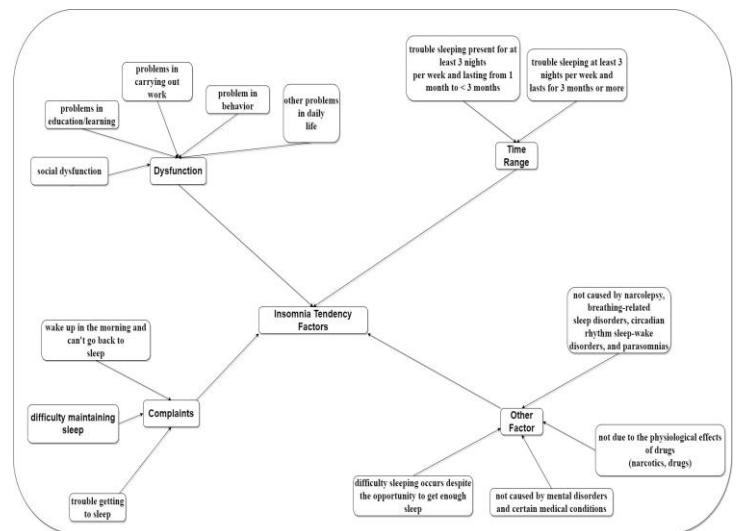 problems in
carrying out
work
problem in
behavior
other problems
in daily
life
problems in
education/learning
social dysfunction
Dysfunction
trouble sleeping present for at
least 3 nights
per week and lasting from 1
month to < 3 months
trouble sleeping at least 3
nights per week and
lasts for 3 months or more
Time
Range
Insomnia Tendency
Factors
wake up in the morning and
can't go back to
sleep
difficulty maintaining
sleep
Complaints
trouble getting
to sleep
not caused by narcolepsy,
breathing-related
sleep disorders, circadian
rhythm sleep-wake
disorders, and parasomnias
Other
Factor
not due to the physiological effects
of drugs
(narcotics, drugs)
difficulty sleeping occurs despite
the opportunity to get enough
sleep
not caused by mental disorders
and certain medical conditions